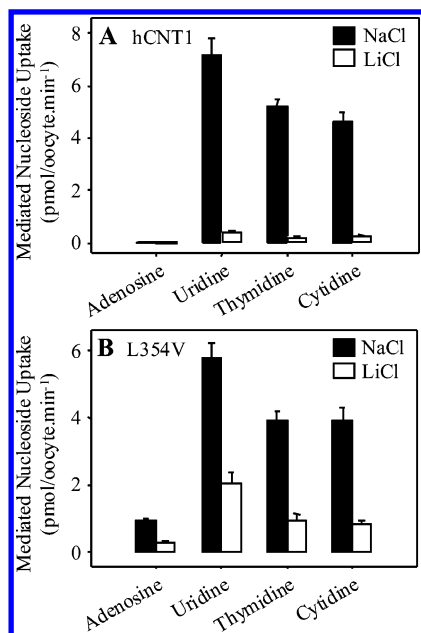 A hCNT1
NaCl
LiCl
Mediated Nucleoside Uptake
(pmol/oocyte.min⁻¹)
8
6
4
2
0
Adenosine
Uridine
Thymidine
Cytidine
B L354V
NaCl
LiCl
Mediated Nucleoside Uptake
(pmol/oocyte.min⁻¹)
6
4
2
0
Adenosine
Uridine
Thymidine
Cytidine